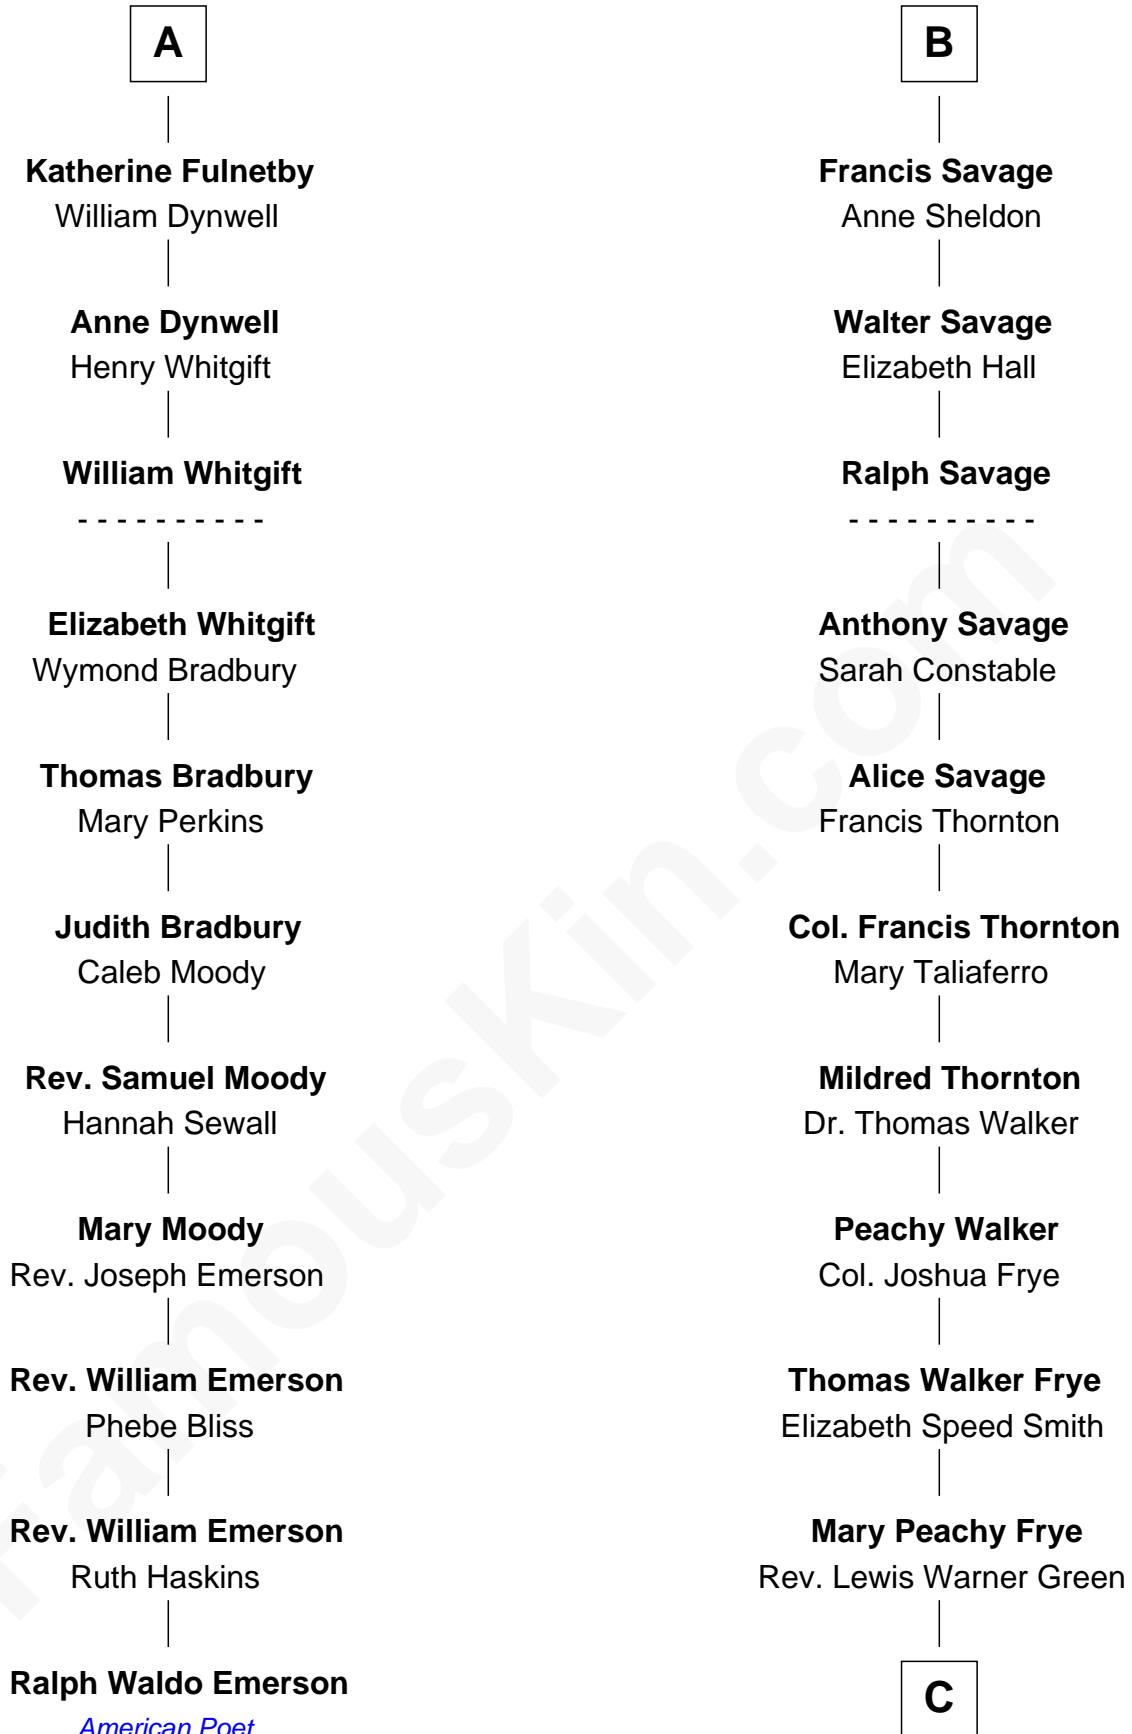 A
Katherine Fulnetby
William Dynwell
Anne Dynwell
Henry Whitgift
William Whitgift
- - - - - - - - - -
Elizabeth Whitgift
Wymond Bradbury
Thomas Bradbury
Mary Perkins
Judith Bradbury
Caleb Moody
Rev. Samuel Moody
Hannah Sewall
Mary Moody
Rev. Joseph Emerson
Rev. William Emerson
Phebe Bliss
Rev. William Emerson
Ruth Haskins
Ralph Waldo Emerson
American Poet
B
Francis Savage
Anne Sheldon
Walter Savage
Elizabeth Hall
Ralph Savage
- - - - - - - - - -
Anthony Savage
Sarah Constable
Alice Savage
Francis Thornton
Col. Francis Thornton
Mary Taliaferro
Mildred Thornton
Dr. Thomas Walker
Peachy Walker
Col. Joshua Frye
Thomas Walker Frye
Elizabeth Speed Smith
Mary Peachy Frye
Rev. Lewis Warner Green
C
FamousKin.com